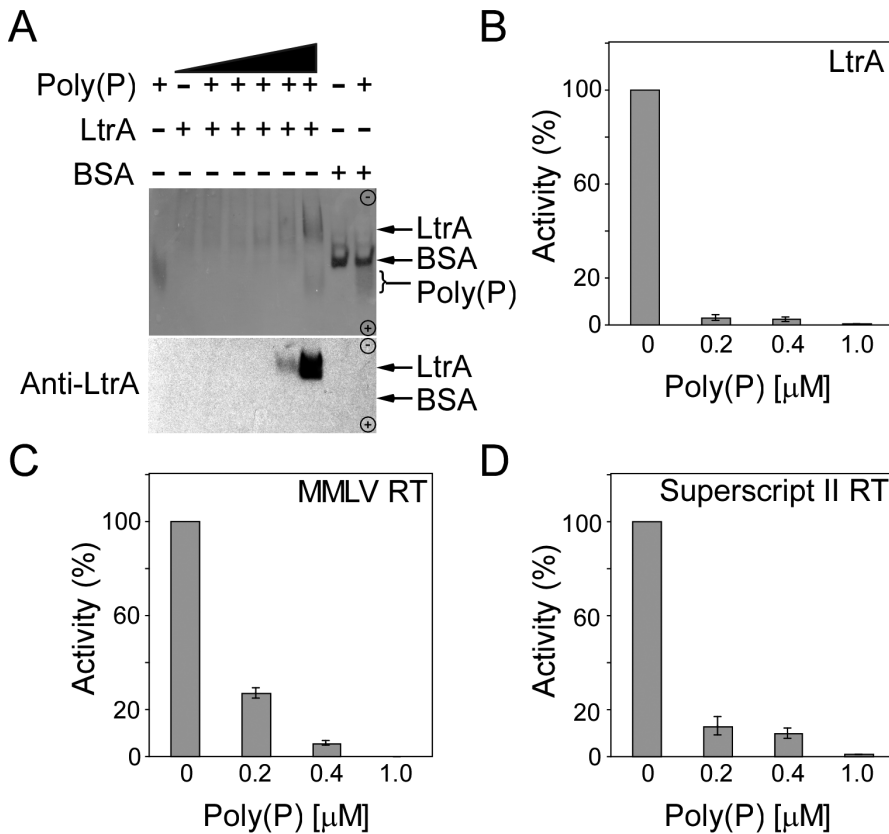 A
Poly(P) + - + + + + + - +
LtrA - + + + + + + - -
BSA - - - - - - - + +
-
LtrA
BSA
Poly(P)
+
-
Anti-LtrA
LtrA
BSA
+
B
LtrA
Activity (%)
100
60
20
0
0 0.2 0.4 1.0
Poly(P) [μM]
C
MMLV RT
Activity (%)
100
60
20
0
0 0.2 0.4 1.0
Poly(P) [μM]
D
Superscript II RT
Activity (%)
100
60
20
0
0 0.2 0.4 1.0
Poly(P) [μM]